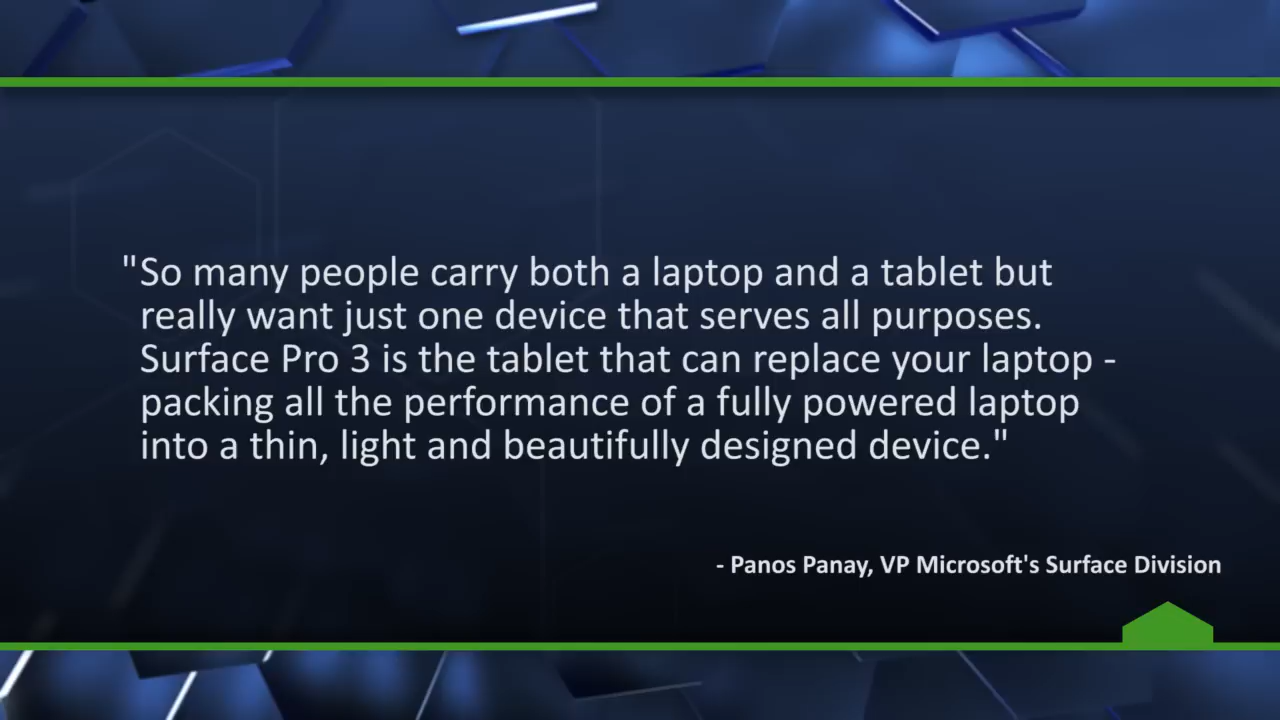 "So many people carry both a laptop and a tablet but
really want just one device that serves all purposes.
Surface Pro 3 is the tablet that can replace your laptop -
packing all the performance of a fully powered laptop
into a thin, light and beautifully designed device."
- Panos Panay, VP Microsoft's Surface Division